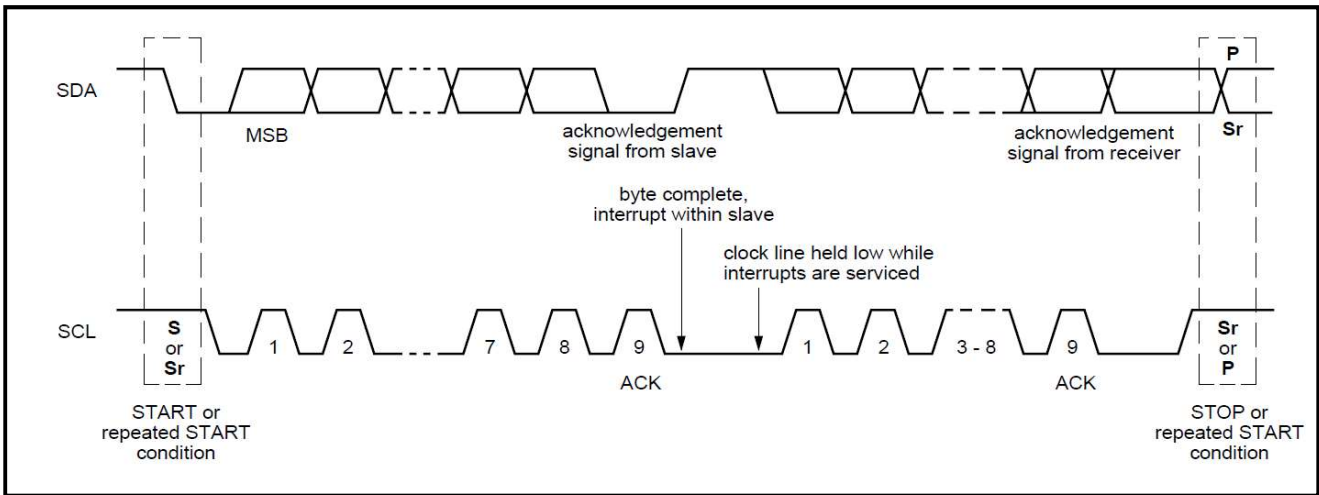 P
SDA
MSB
acknowledgement
signal from slave
acknowledgement
signal from receiver
Sr
byte complete,
interrupt within slave
clock line held low while
interrupts are serviced
SCL
S
or
Sr
1
2
7
8
9
1
2
3 - 8
9
Sr
or
P
ACK
ACK
START or
repeated START
condition
STOP or
repeated START
condition